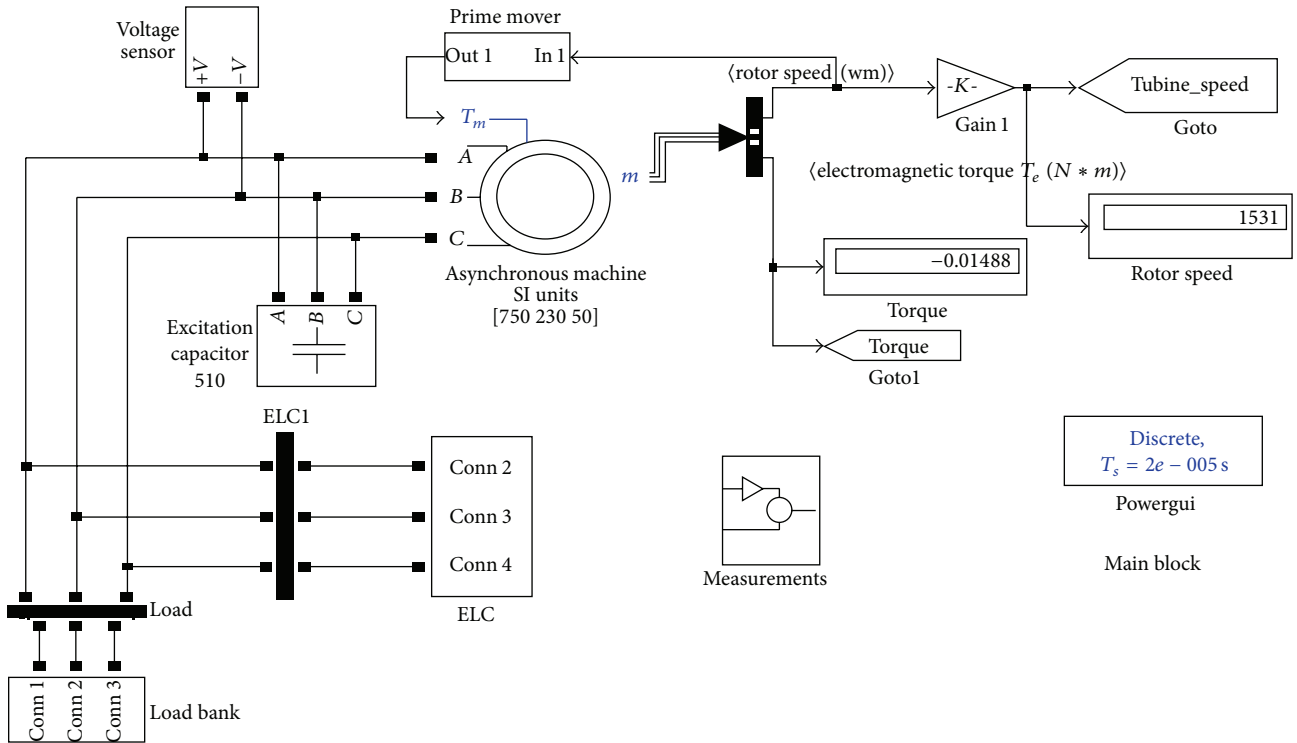 Voltage
sensor
+V
−V
Prime mover
Out 1
In 1
T_m
A
B
C
m
Asynchronous machine
SI units
[750 230 50]
⟨rotor speed (wm)⟩
-K-
Gain 1
Tubine_speed
Goto
⟨electromagnetic torque T_e (N ∗ m)⟩
1531
Rotor speed
−0.01488
Torque
Torque
Goto1
Excitation
capacitor
510
A
B
C
ELC1
Conn 2
Conn 3
Conn 4
ELC
Measurements
Discrete,
T_s = 2e − 005 s
Powergui
Main block
Load
Conn 1
Conn 2
Conn 3
Load bank